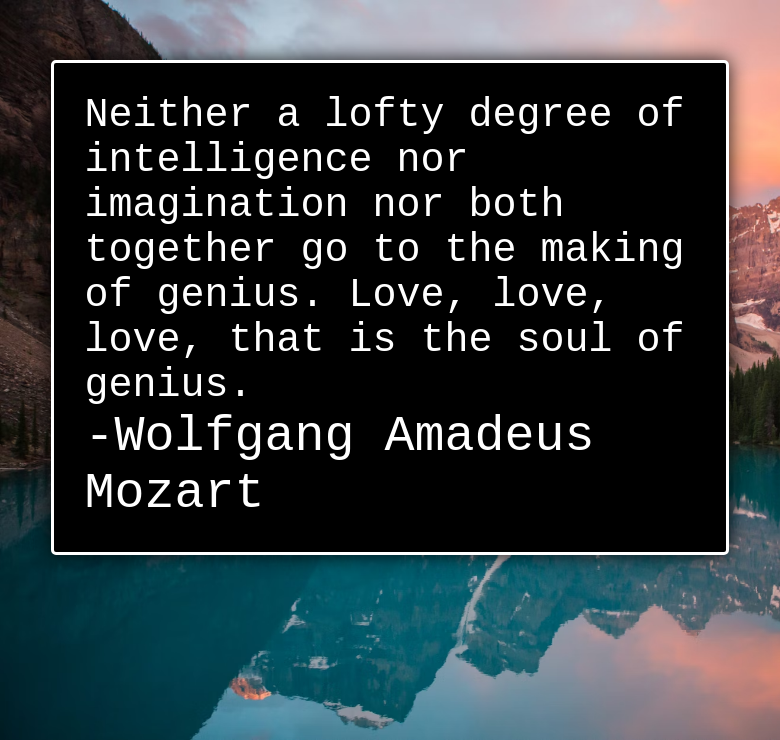 Neither a lofty degree of
intelligence nor
imagination nor both
together go to the making
of genius. Love, love,
love, that is the soul of
genius.
-Wolfgang Amadeus
Mozart